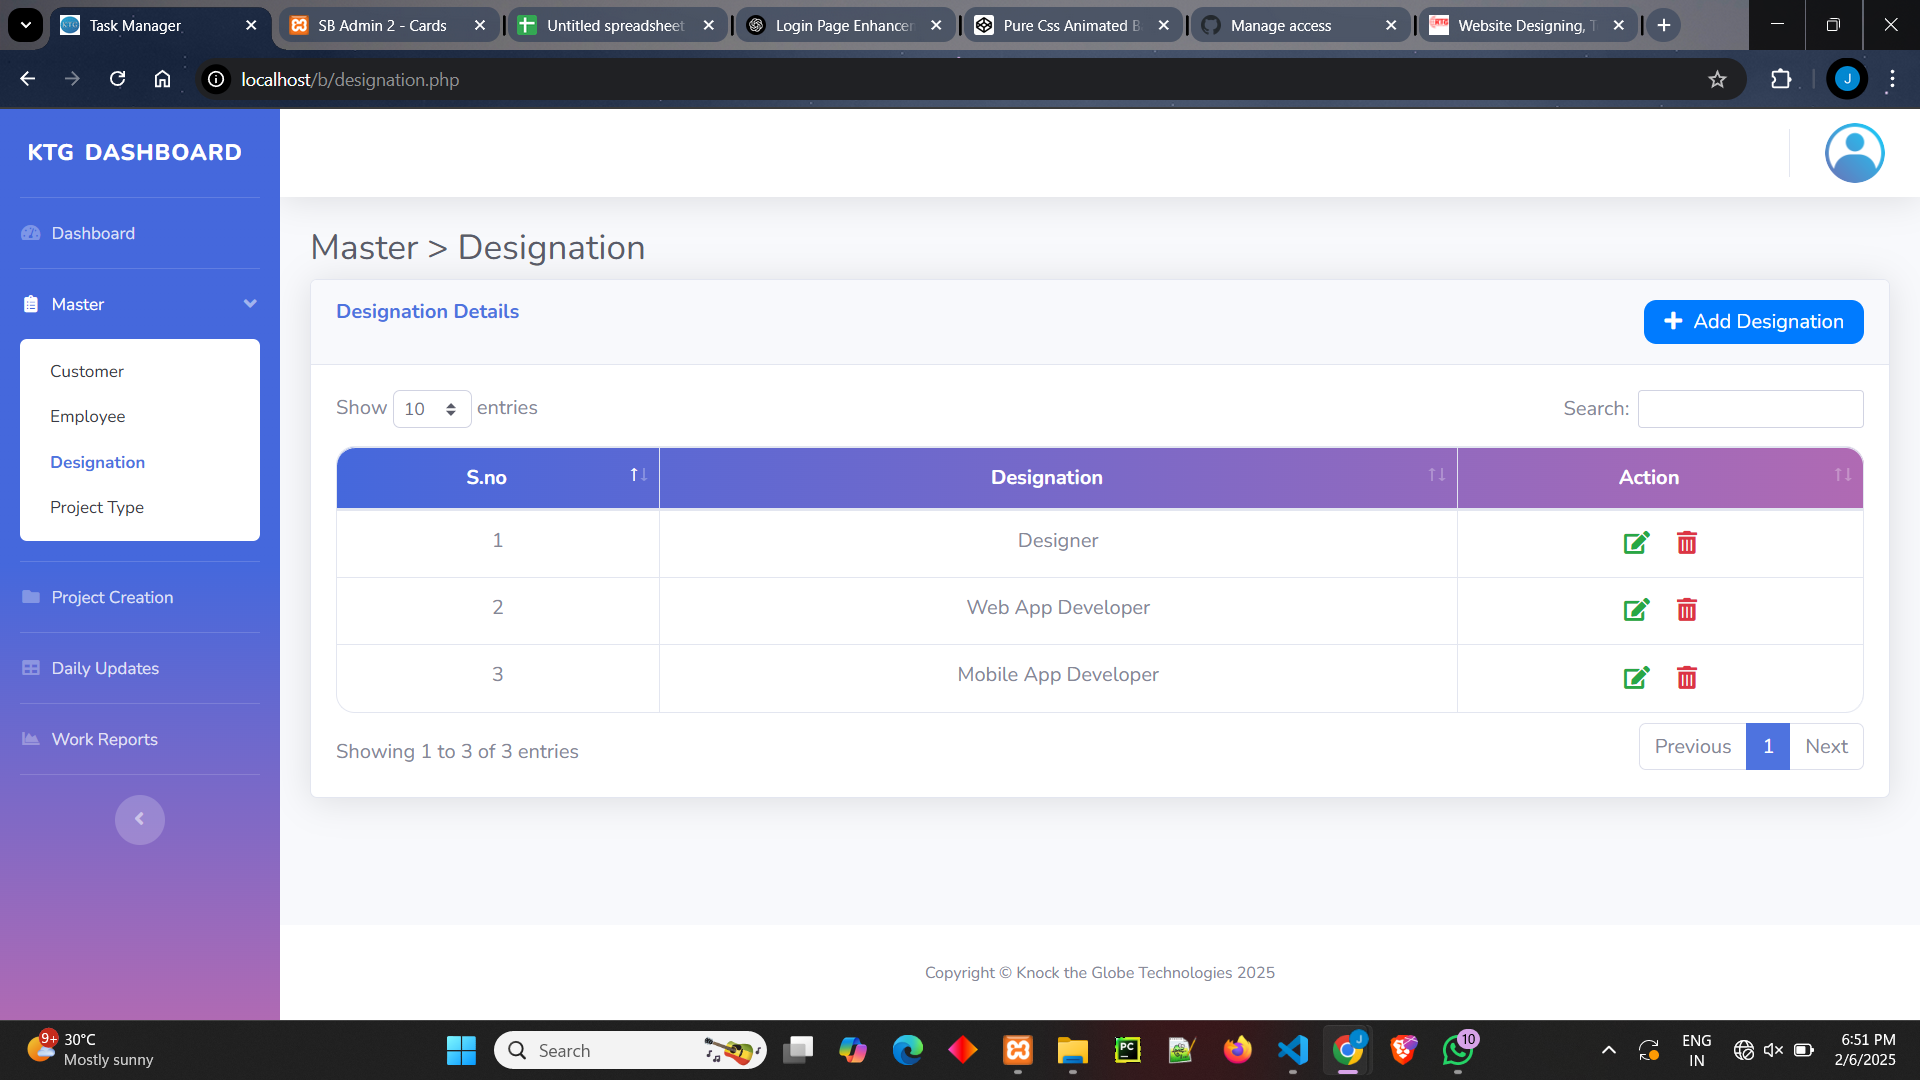 Task Manager
SB Admin 2 - Cards
Untitled spreadsheet
Login Page Enhancem
Pure Css Animated B
Manage access
Website Designing, T
localhost/b/designation.php
J
KTG DASHBOARD
Dashboard
Master
Customer
Employee
Designation
Project Type
Project Creation
Daily Updates
Work Reports
Master > Designation
Designation Details
Add Designation
Show 10 entries
Search:
S.no Designation Action
1 Designer
2 Web App Developer
3 Mobile App Developer
Showing 1 to 3 of 3 entries
Previous 1 Next
Copyright © Knock the Globe Technologies 2025
9+
30°C
Mostly sunny
Search
PC
J
10
ENG
IN
6:51 PM
2/6/2025